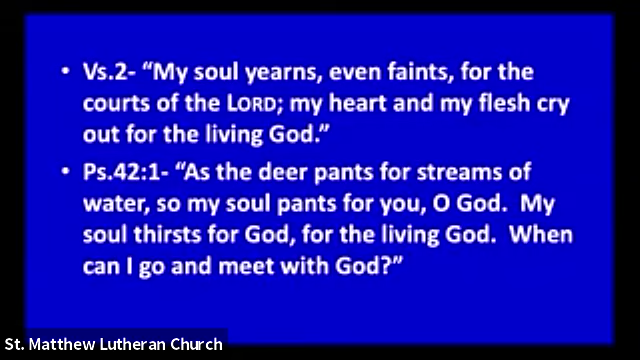 • Vs.2- “My soul yearns, even faints, for the
courts of the LORD; my heart and my flesh cry
out for the living God.”
• Ps.42:1- “As the deer pants for streams of
water, so my soul pants for you, O God.  My
soul thirsts for God, for the living God.  When
can I go and meet with God?”
St. Matthew Lutheran Church